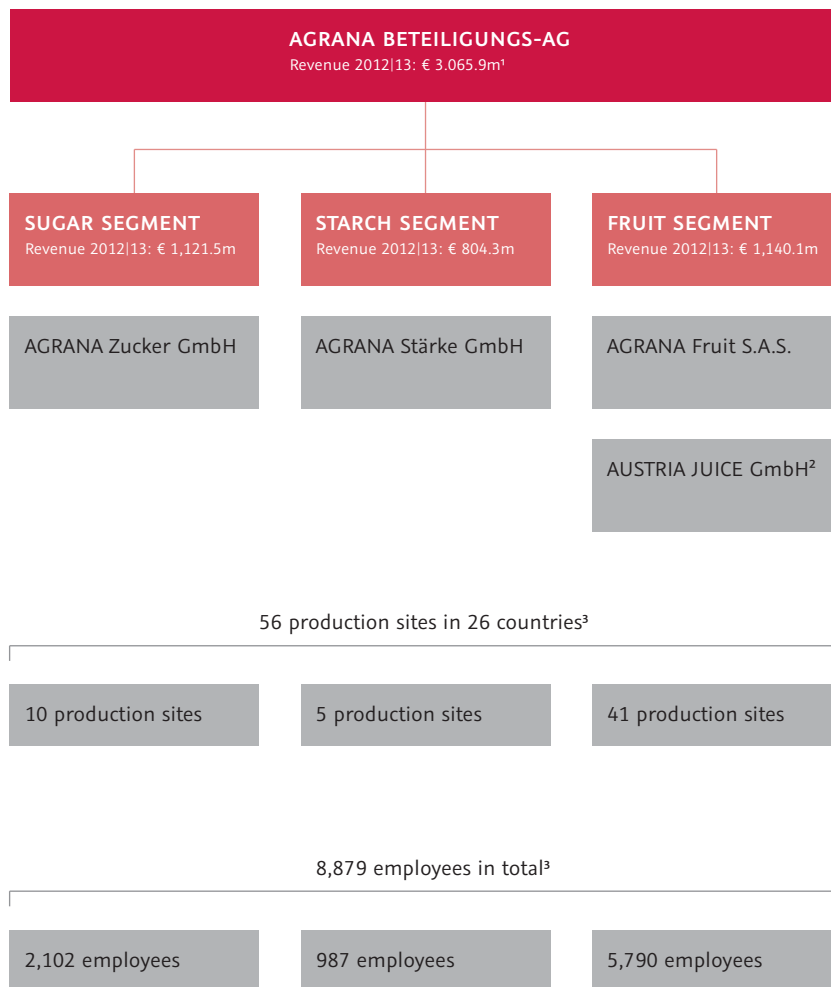 AGRANA BETEILIGUNGS-AG
Revenue 2012|13: € 3.065.9m¹
SUGAR SEGMENT
Revenue 2012|13: € 1,121.5m
STARCH SEGMENT
Revenue 2012|13: € 804.3m
FRUIT SEGMENT
Revenue 2012|13: € 1,140.1m
AGRANA Zucker GmbH
AGRANA Stärke GmbH
AGRANA Fruit S.A.S.
AUSTRIA JUICE GmbH²
56 production sites in 26 countries³
10 production sites
5 production sites
41 production sites
8,879 employees in total³
2,102 employees
987 employees
5,790 employees